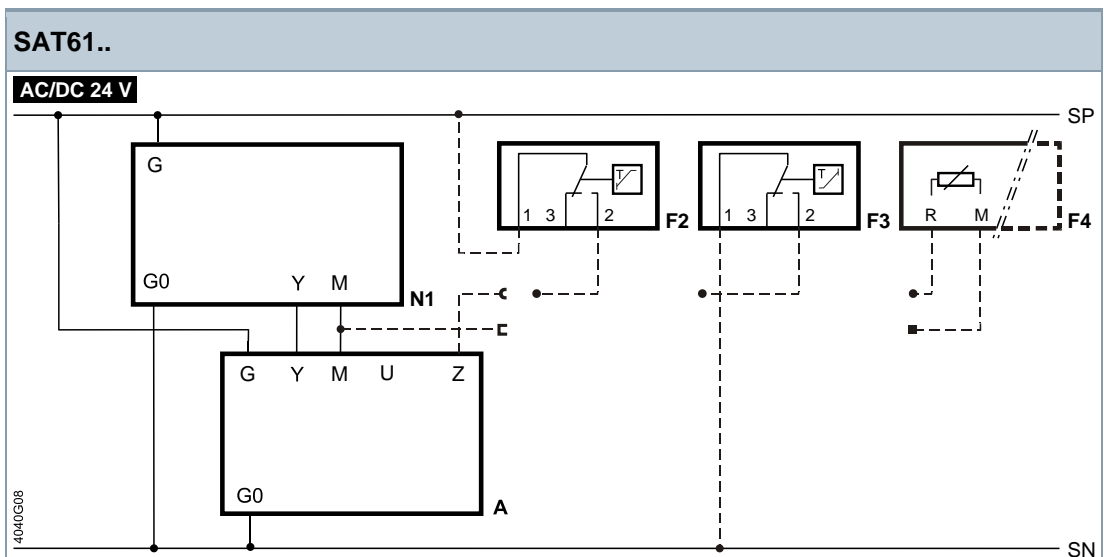 SAT61..
AC/DC 24 V
SP
G
G0 Y M
N1
1 3 2
F2
T
1 3 2
F3
T
R M
F4
G Y M U Z
G0
A
4040G08
SN